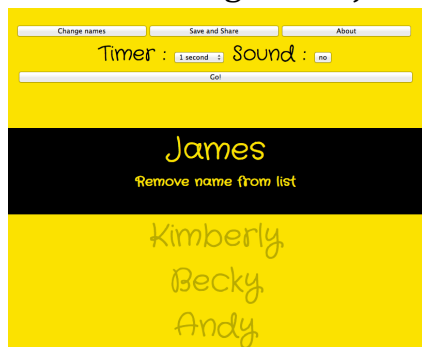 Change names Save and Share About
Timer : 1 second Sound : no
Go!
James
Remove name from list
Kimberly
Becky
Andy